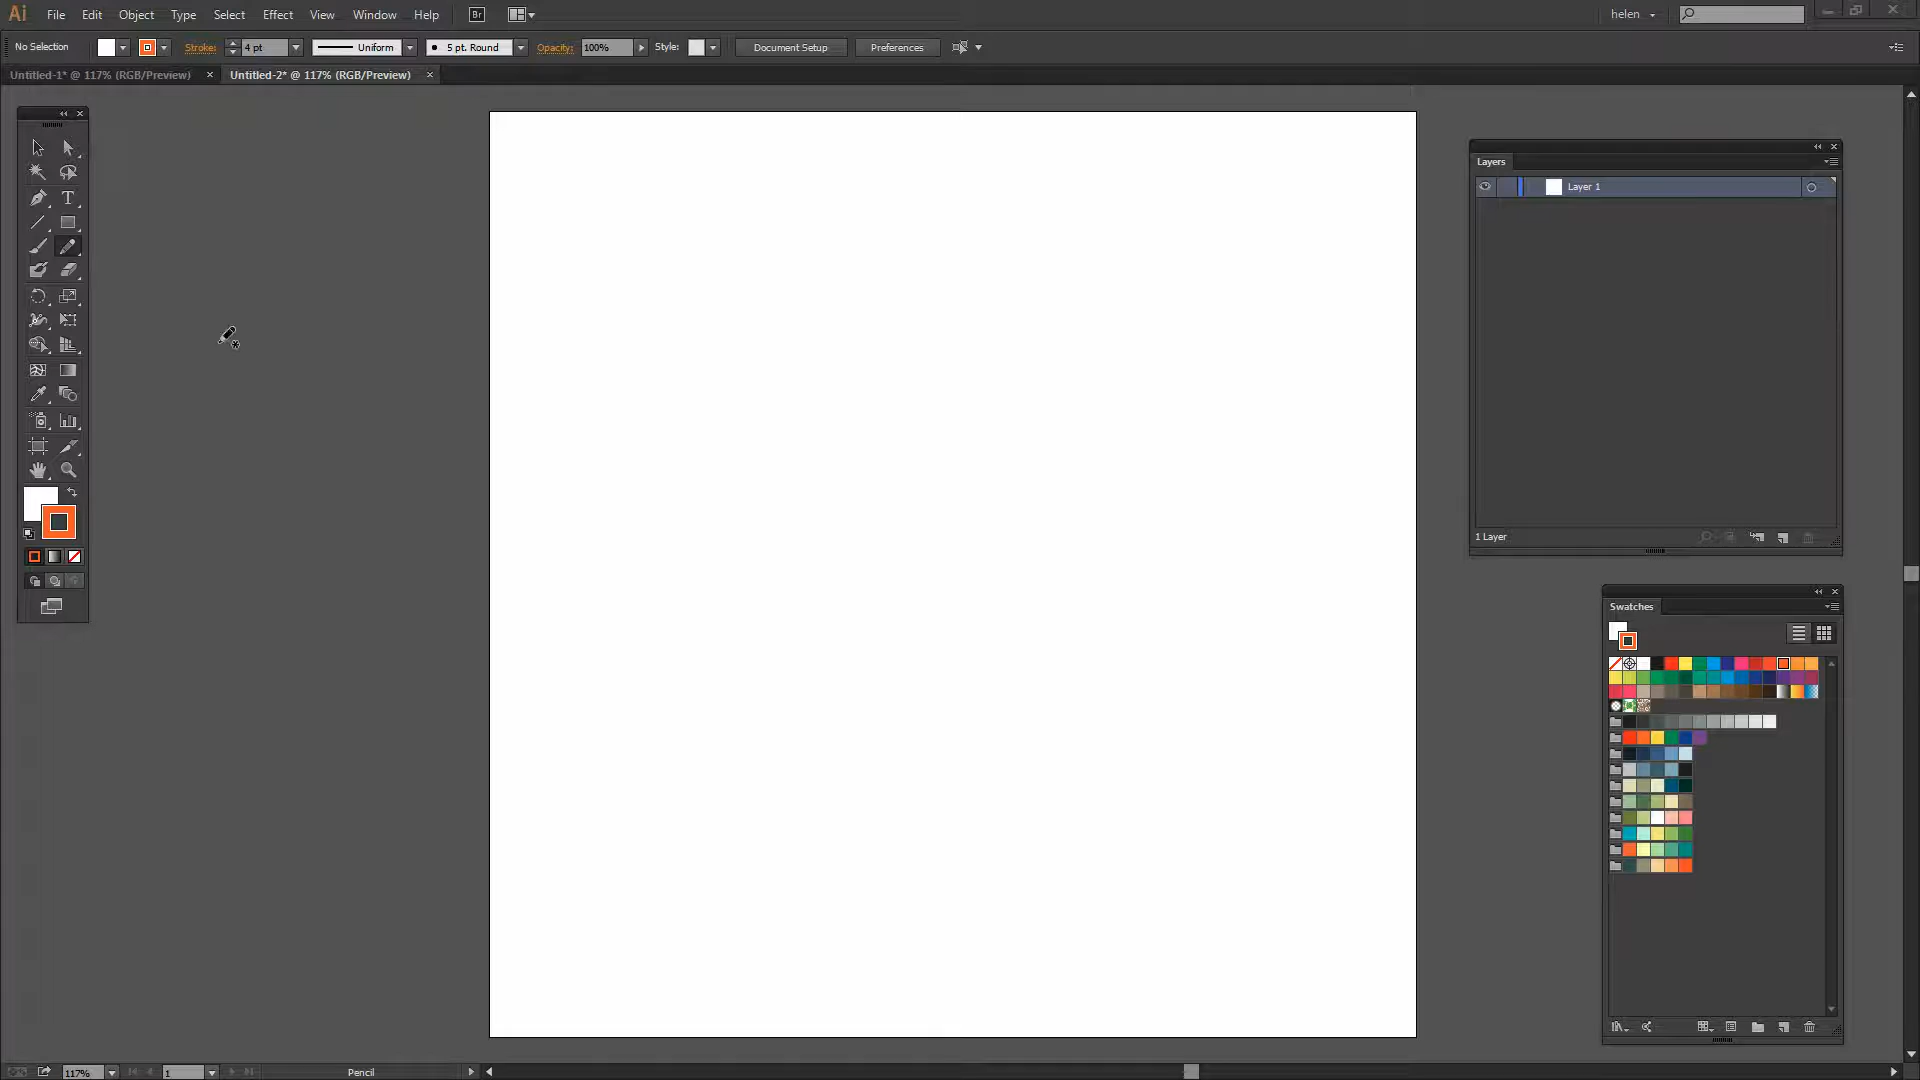 Ai File Edit Object Type Select Effect View Window Help Br helen
No Selection Stroke: 4 pt Uniform 5 pt. Round Opacity: 100% Style: Document Setup Preferences
Untitled-1* @ 117% (RGB/Preview) × Untitled-2* @ 117% (RGB/Preview) ×
T
Layers
Layer 1
1 Layer
Swatches
117% 1 Pencil